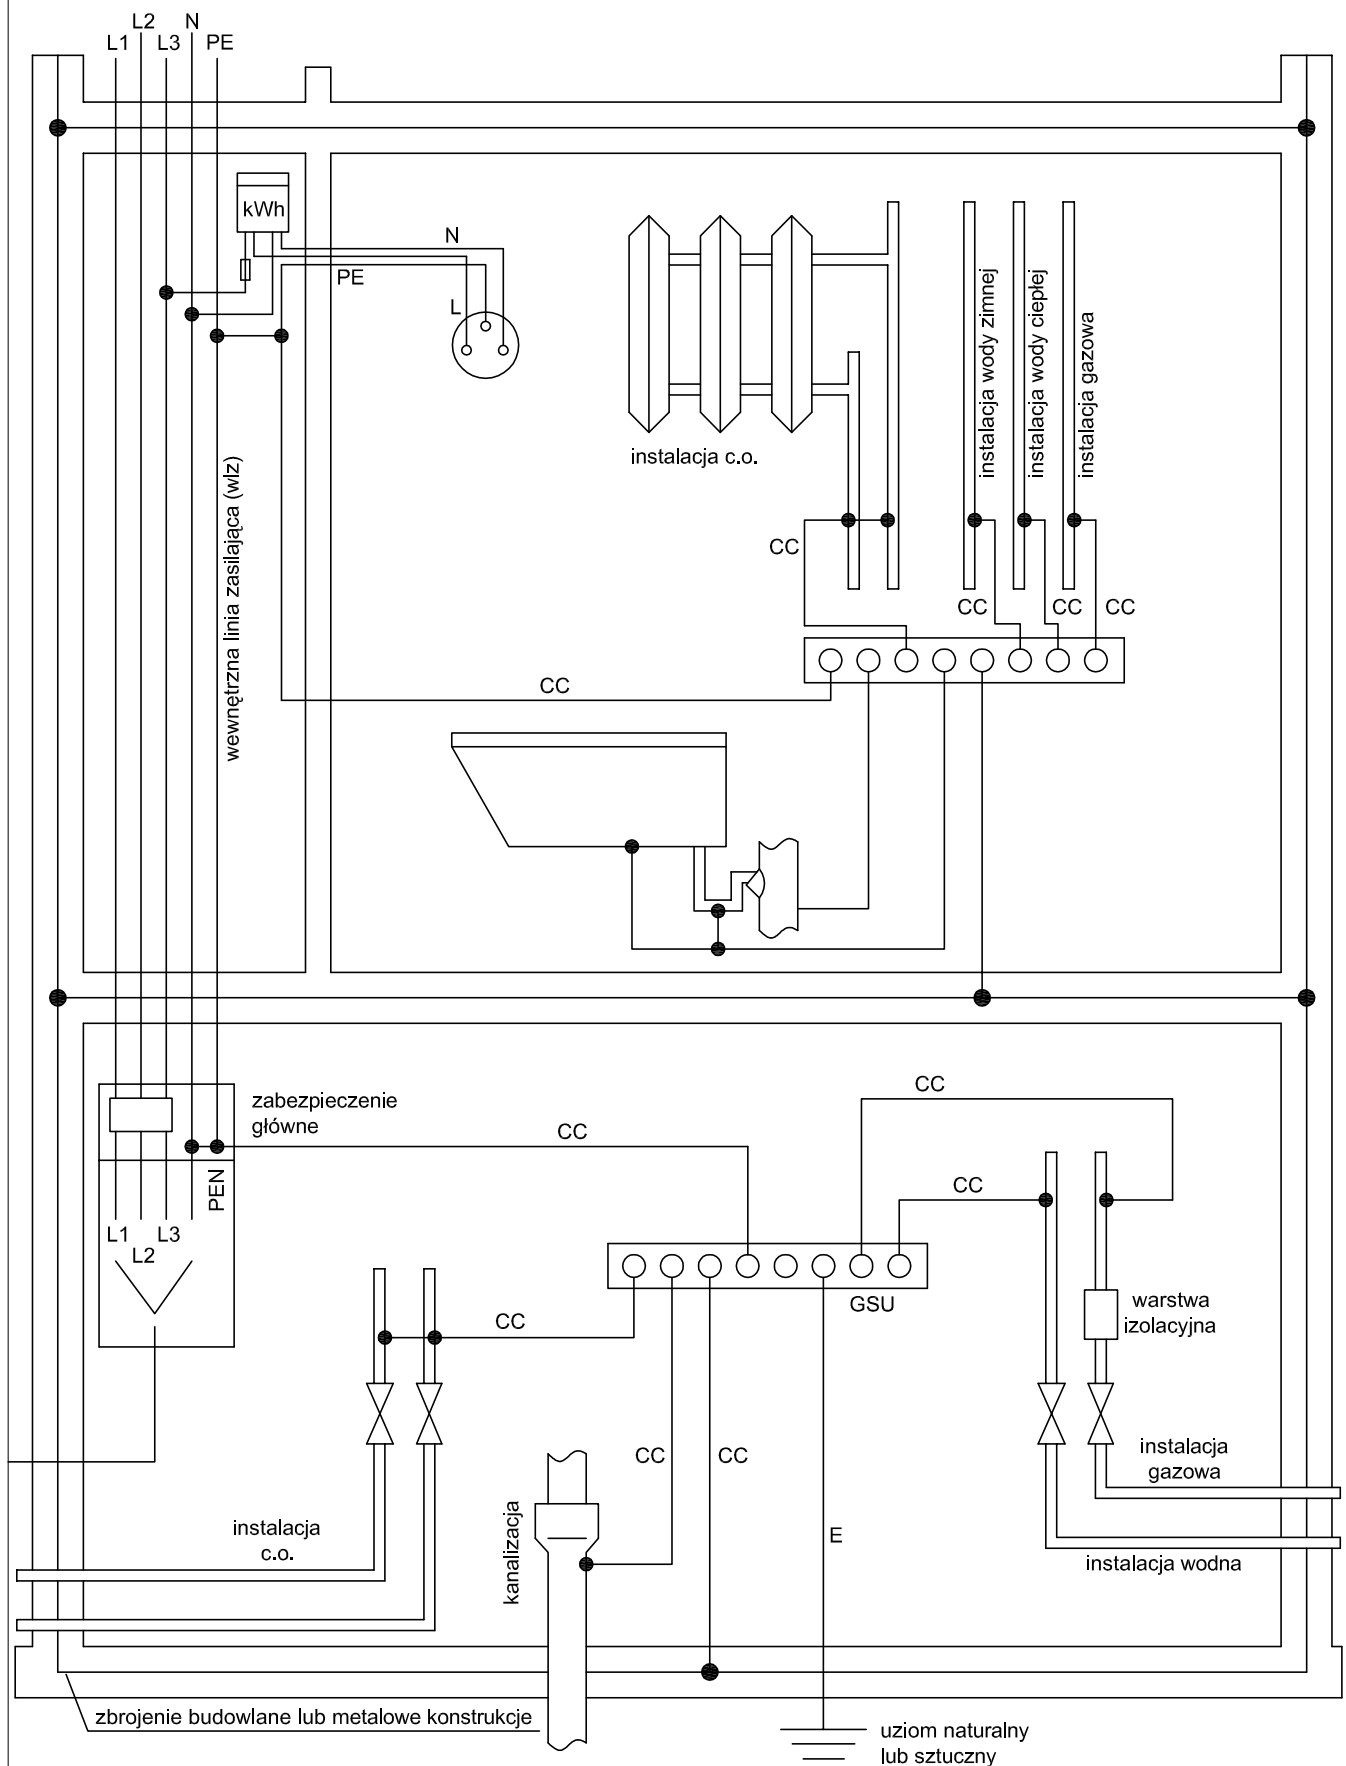 L1
L2
L3
N
PE
kWh
N
PE
L
instalacja wody zimnej
instalacja wody ciepłej
instalacja gazowa
instalacja c.o.
wewnętrzna linia zasilająca (wlz)
CC
CC
CC
CC
CC
zabezpieczenie
główne
CC
CC
CC
PEN
L1
L2
L3
GSU
CC
warstwa
izolacyjna
CC
CC
instalacja
gazowa
instalacja
c.o.
kanalizacja
E
instalacja wodna
zbrojenie budowlane lub metalowe konstrukcje
uziom naturalny
lub sztuczny